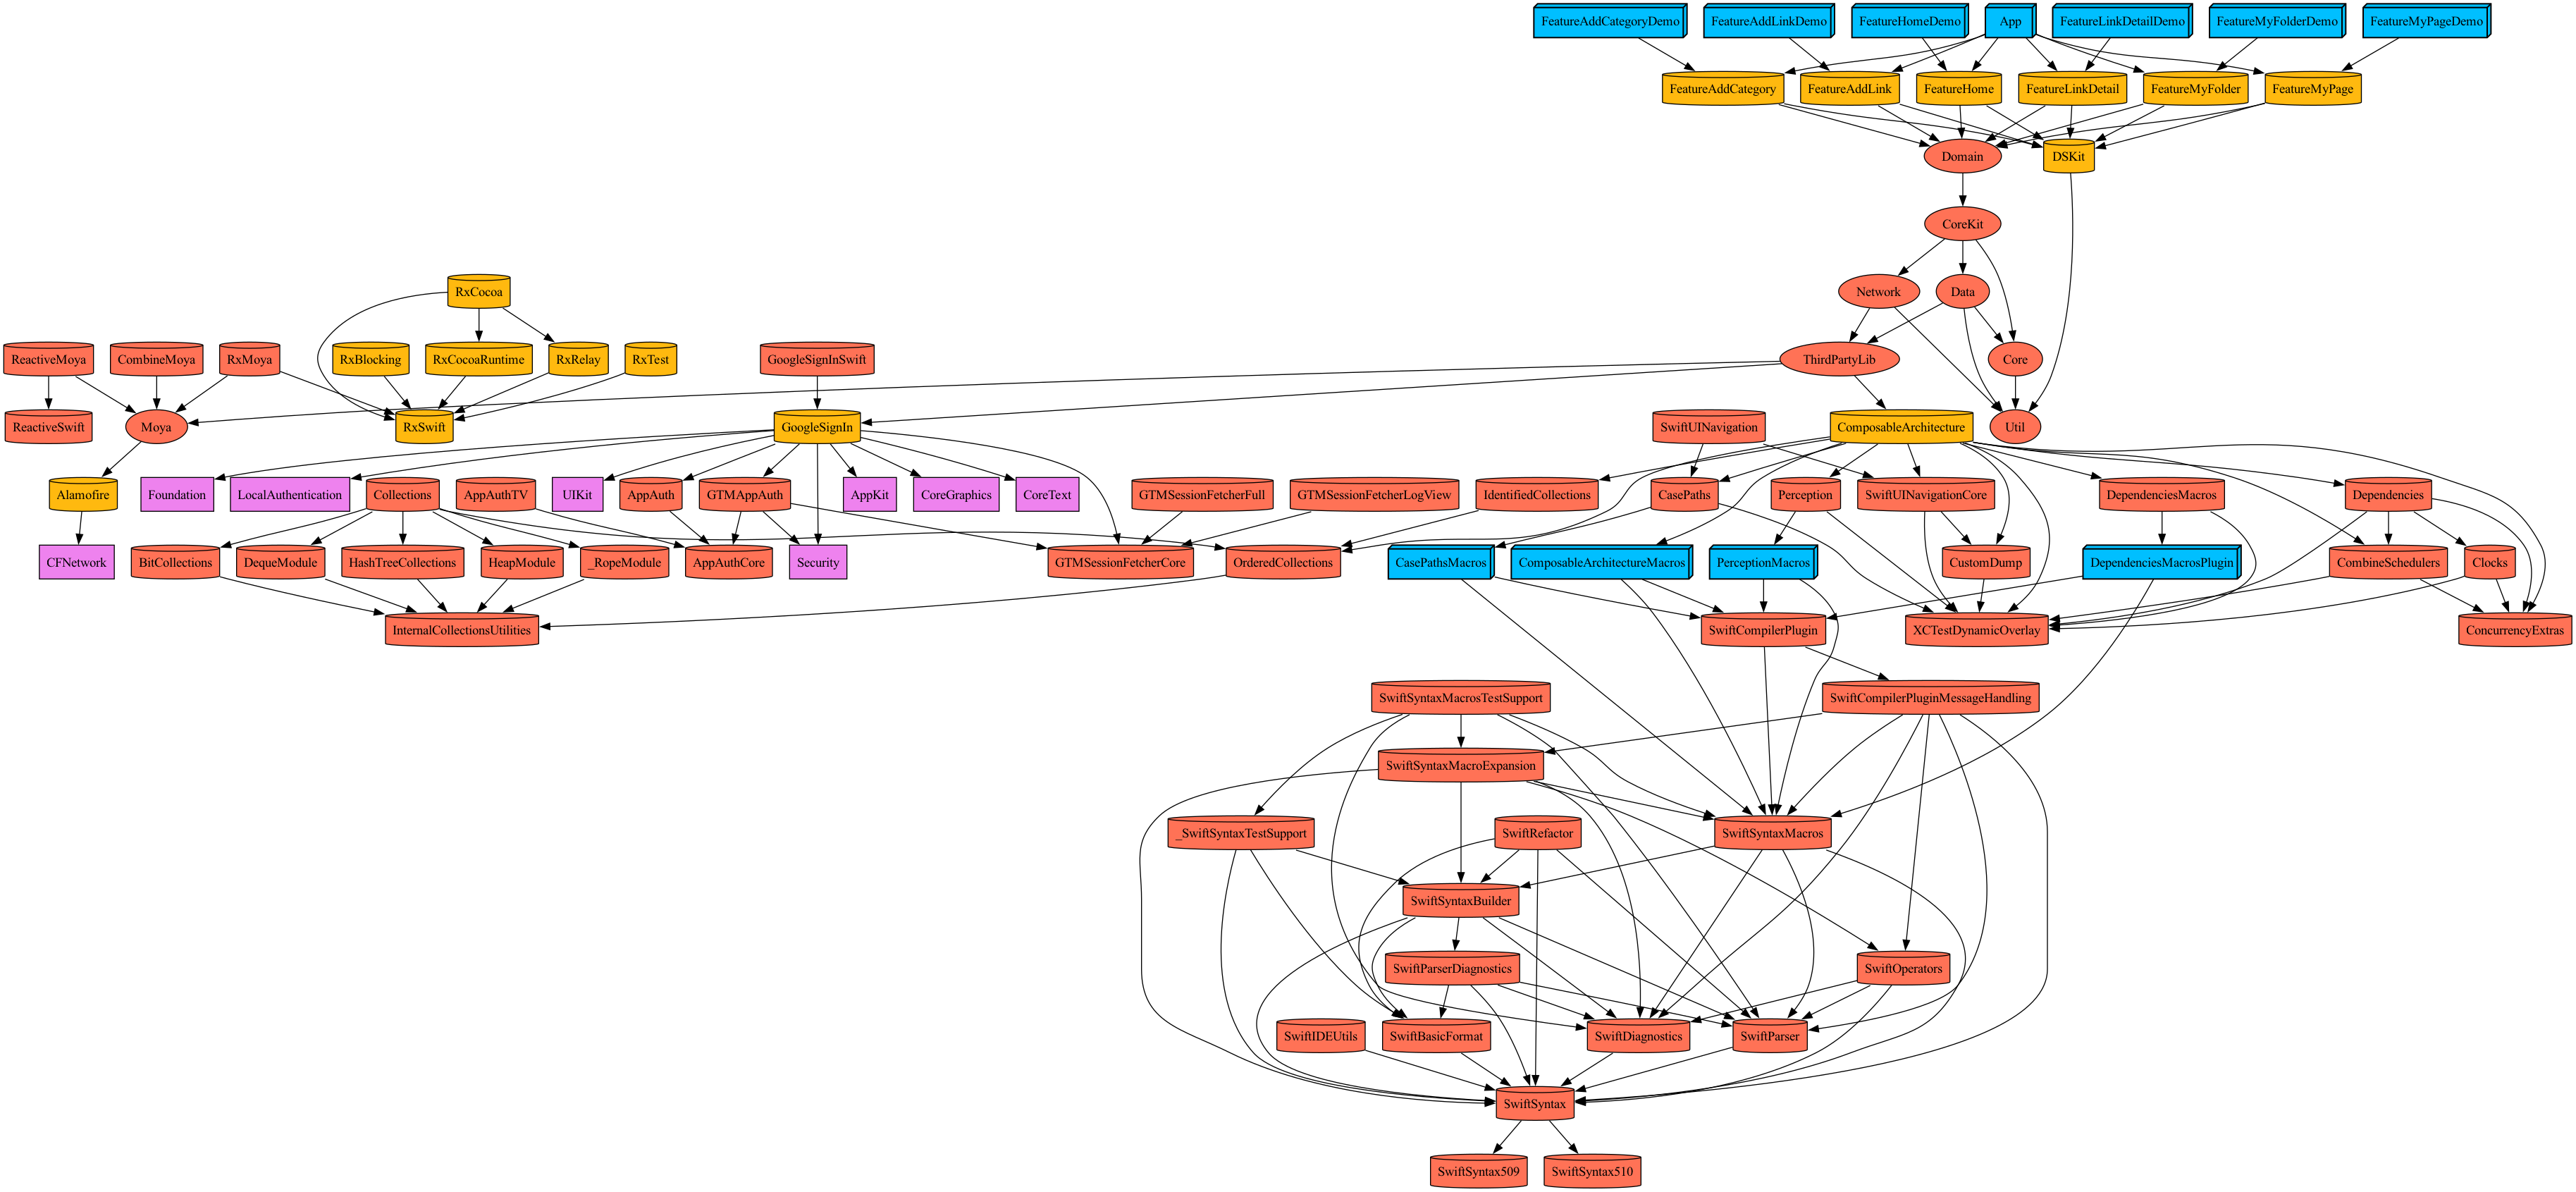 FeatureAddCategoryDemo
FeatureAddLinkDemo
FeatureHomeDemo
App
FeatureLinkDetailDemo
FeatureMyFolderDemo
FeatureMyPageDemo
FeatureAddCategory
FeatureAddLink
FeatureHome
FeatureLinkDetail
FeatureMyFolder
FeatureMyPage
Domain
DSKit
CoreKit
RxCocoa
Network
Data
ReactiveMoya
CombineMoya
RxMoya
RxBlocking
RxCocoaRuntime
RxRelay
RxTest
GoogleSignInSwift
ThirdPartyLib
Core
ReactiveSwift
Moya
RxSwift
GoogleSignIn
SwiftUINavigation
ComposableArchitecture
Util
Alamofire
Foundation
LocalAuthentication
Collections
AppAuthTV
UIKit
AppAuth
GTMAppAuth
AppKit
CoreGraphics
CoreText
GTMSessionFetcherFull
GTMSessionFetcherLogView
IdentifiedCollections
CasePaths
Perception
SwiftUINavigationCore
DependenciesMacros
Dependencies
CFNetwork
BitCollections
DequeModule
HashTreeCollections
HeapModule
_RopeModule
AppAuthCore
Security
GTMSessionFetcherCore
OrderedCollections
CasePathsMacros
ComposableArchitectureMacros
PerceptionMacros
CustomDump
DependenciesMacrosPlugin
CombineSchedulers
Clocks
InternalCollectionsUtilities
SwiftCompilerPlugin
XCTestDynamicOverlay
ConcurrencyExtras
SwiftSyntaxMacrosTestSupport
SwiftCompilerPluginMessageHandling
SwiftSyntaxMacroExpansion
_SwiftSyntaxTestSupport
SwiftRefactor
SwiftSyntaxMacros
SwiftSyntaxBuilder
SwiftParserDiagnostics
SwiftOperators
SwiftIDEUtils
SwiftBasicFormat
SwiftDiagnostics
SwiftParser
SwiftSyntax
SwiftSyntax509
SwiftSyntax510